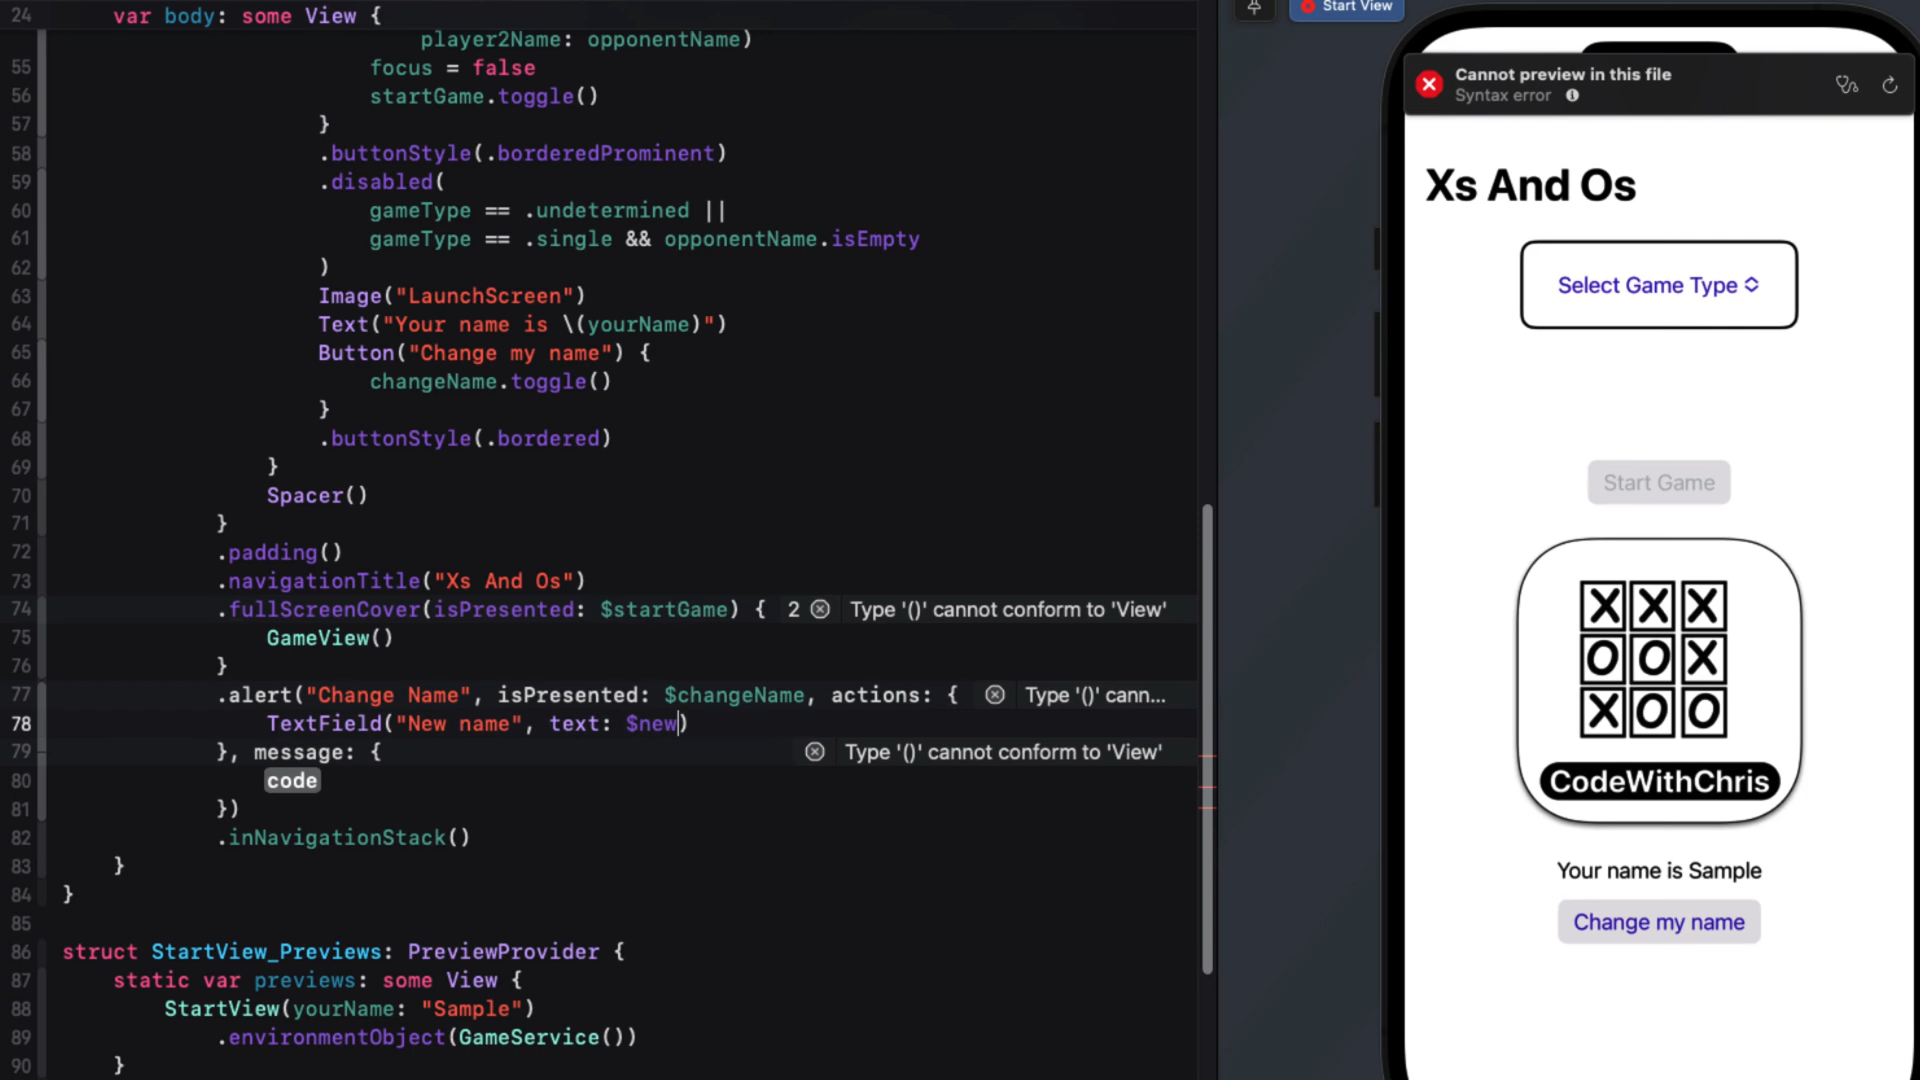 24 var body: some View {
player2Name: opponentName)
55 focus = false
56 startGame.toggle()
57 }
58 .buttonStyle(.borderedProminent)
59 .disabled(
60 gameType == .undetermined ||
61 gameType == .single && opponentName.isEmpty
62 )
63 Image("LaunchScreen")
64 Text("Your name is \(yourName)")
65 Button("Change my name") {
66 changeName.toggle()
67 }
68 .buttonStyle(.bordered)
69 }
70 Spacer()
71 }
72 .padding()
73 .navigationTitle("Xs And Os")
74 .fullScreenCover(isPresented: $startGame) { 2 Type '()' cannot conform to 'View'
75 GameView()
76 }
77 .alert("Change Name", isPresented: $changeName, actions: { Type '()' cann...
78 TextField("New name", text: $new)
79 }, message: { Type '()' cannot conform to 'View'
80 code
81 })
82 .inNavigationStack()
83 }
84 }
85
86 struct StartView_Previews: PreviewProvider {
87 static var previews: some View {
88 StartView(yourName: "Sample")
89 .environmentObject(GameService())
90 }
Start View
Cannot preview in this file
Syntax error
Xs And Os
Select Game Type
Start Game
X X X
O O X
X O O
CodeWithChris
Your name is Sample
Change my name